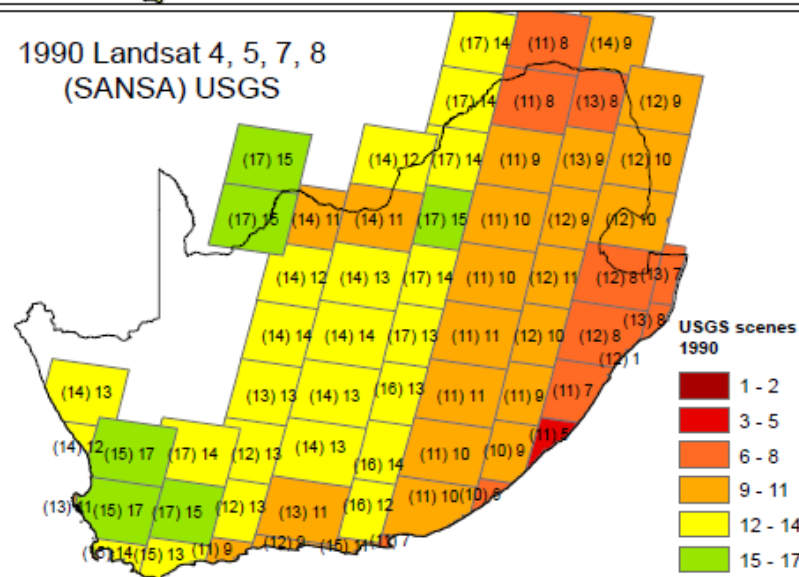 1990 Landsat 4, 5, 7, 8
(SANSA) USGS
(17) 14 (11) 8 (14) 9
(17) 14 (11) 8 (13) 8 (12) 9
(17) 15 (14) 12 (17) 14 (11) 9 (13) 9 (12) 10
(17) 15 (14) 11 (14) 11 (17) 15 (11) 10 (12) 9 (12) 10
(14) 12 (14) 13 (17) 14 (11) 10 (12) 11 (12) 8 (13) 7
(14) 14 (14) 14 (17) 13 (11) 11 (12) 10 (12) 8 (13) 8
(12) 1
(14) 13 (13) 13 (14) 13 (16) 13 (11) 11 (11) 9 (11) 7
(14) 12 (15) 17 (17) 14 (12) 13 (14) 13 (16) 14 (11) 10 (10) 9 (11) 5
(13) 11 (15) 17 (17) 15 (12) 13 (13) 11 (16) 12 (11) 10 (10)
14 (15) 13 (11) 9 (12) 9 (15) 11 7
USGS scenes
1990
1 - 2
3 - 5
6 - 8
9 - 11
12 - 14
15 - 17